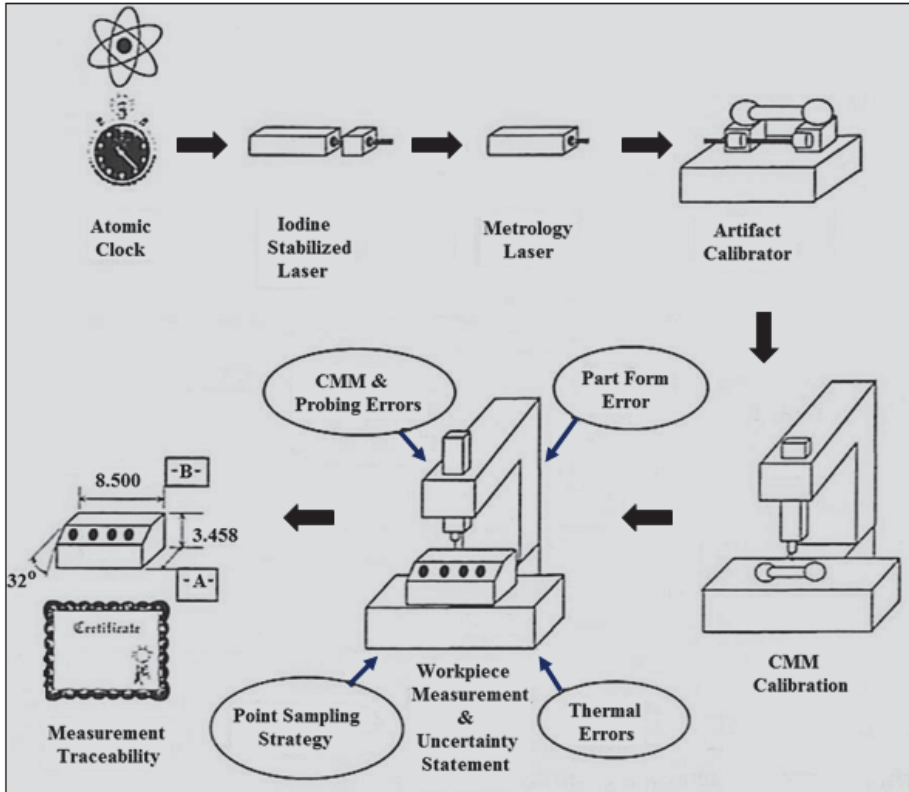 Atomic
Clock
Iodine
Stabilized
Laser
Metrology
Laser
Artifact
Calibrator
CMM &
Probing Errors
Part Form
Error
-B-
8.500
3.458
32°
-A-
Certificate
Measurement
Traceability
Point Sampling
Strategy
Workpiece
Measurement
&
Uncertainty
Statement
Thermal
Errors
CMM
Calibration